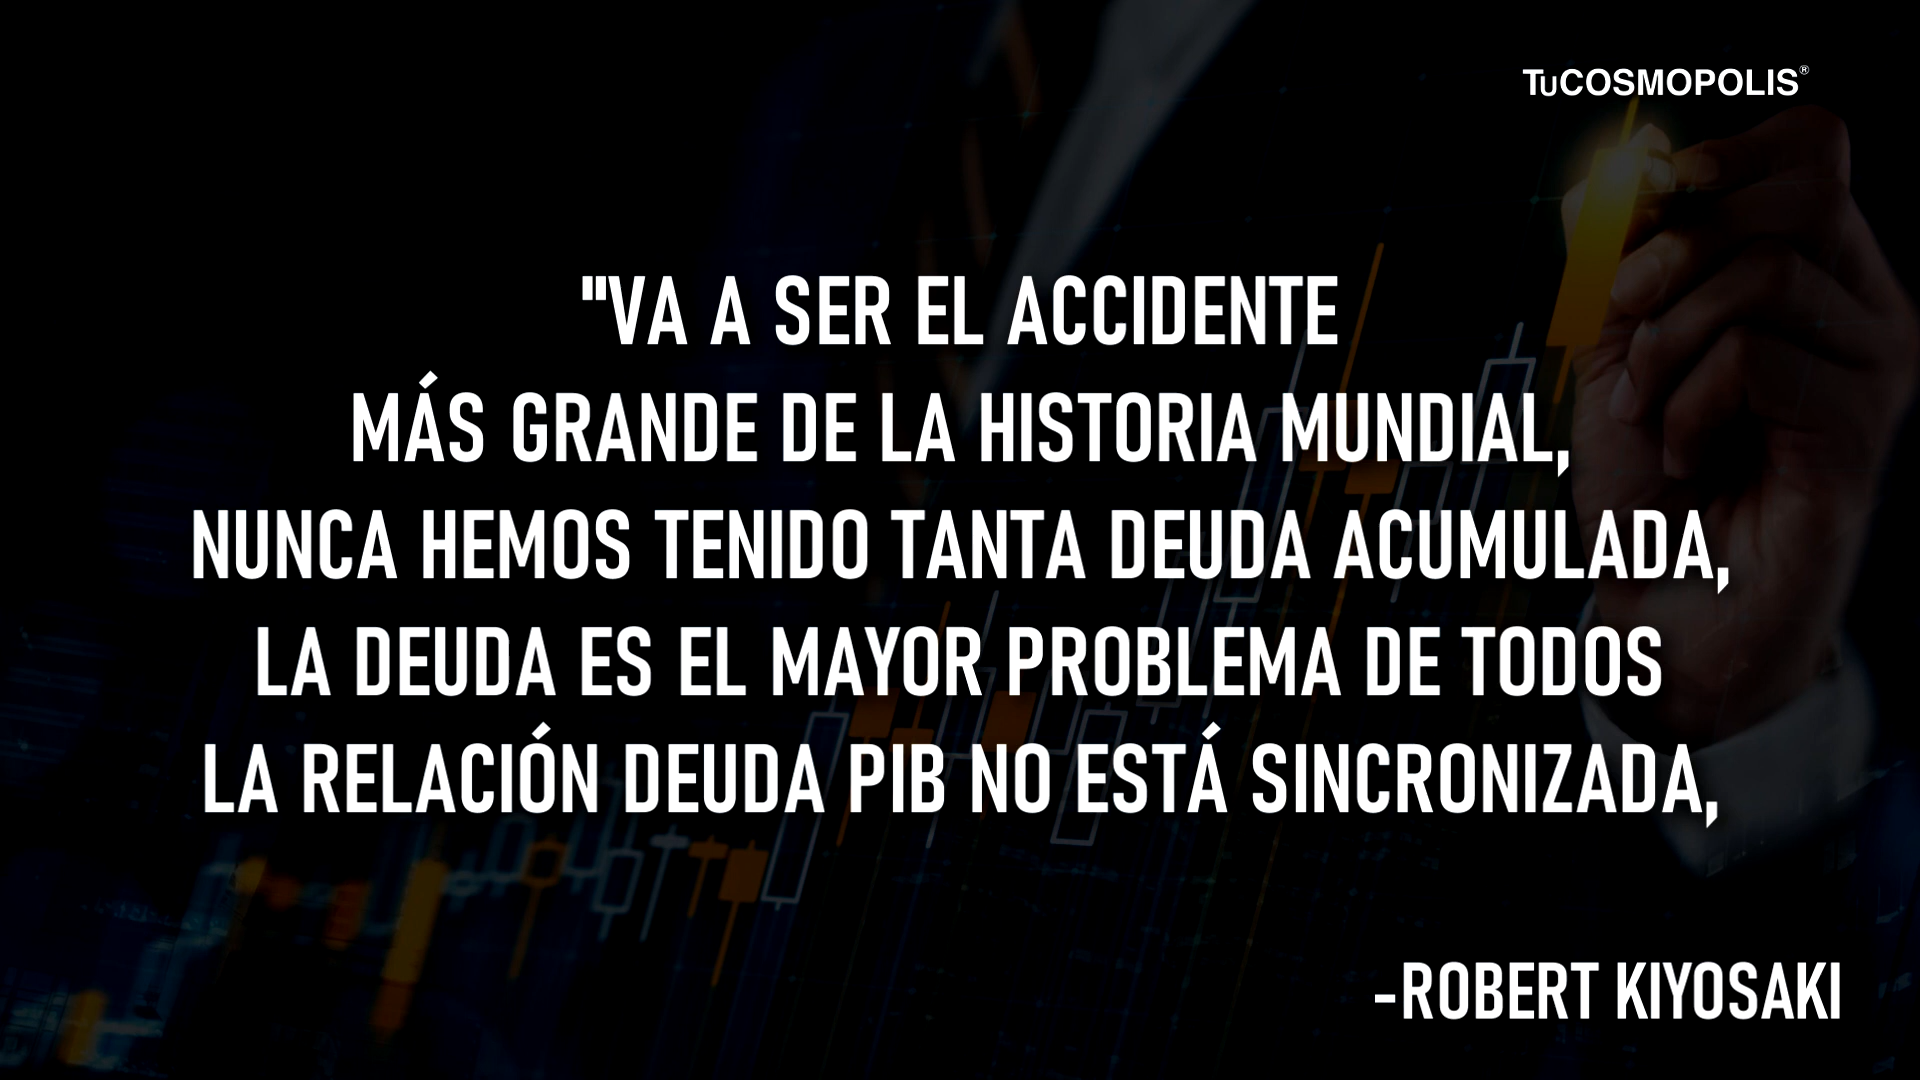 TuCOSMOPOLIS®
"VA A SER EL ACCIDENTE
MÁS GRANDE DE LA HISTORIA MUNDIAL,
NUNCA HEMOS TENIDO TANTA DEUDA ACUMULADA,
LA DEUDA ES EL MAYOR PROBLEMA DE TODOS
LA RELACIÓN DEUDA PIB NO ESTÁ SINCRONIZADA,
-ROBERT KIYOSAKI